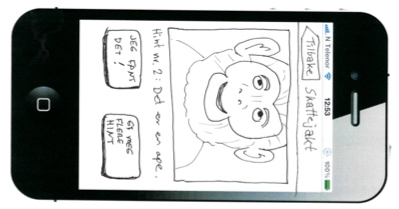 N Telenor 12:53 100%
Tilbake Skattejakt
Hint nr. 2: Det er en ape.
JEG FANT
DET!
GI MEG
FLERE
HINT